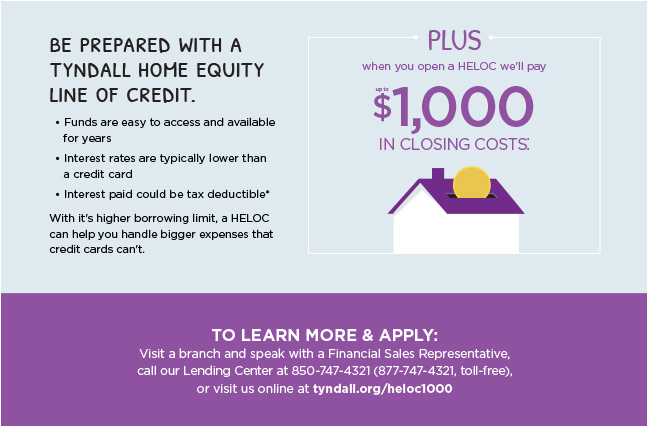 BE PREPARED WITH A
TYNDALL HOME EQUITY
LINE OF CREDIT.
• Funds are easy to access and available
for years
• Interest rates are typically lower than
a credit card
• Interest paid could be tax deductible*
With it's higher borrowing limit, a HELOC
can help you handle bigger expenses that
credit cards can't.
PLUS
when you open a HELOC we'll pay
up to
$1,000
IN CLOSING COSTS.*
TO LEARN MORE & APPLY:
Visit a branch and speak with a Financial Sales Representative,
call our Lending Center at 850-747-4321 (877-747-4321, toll-free),
or visit us online at tyndall.org/heloc1000